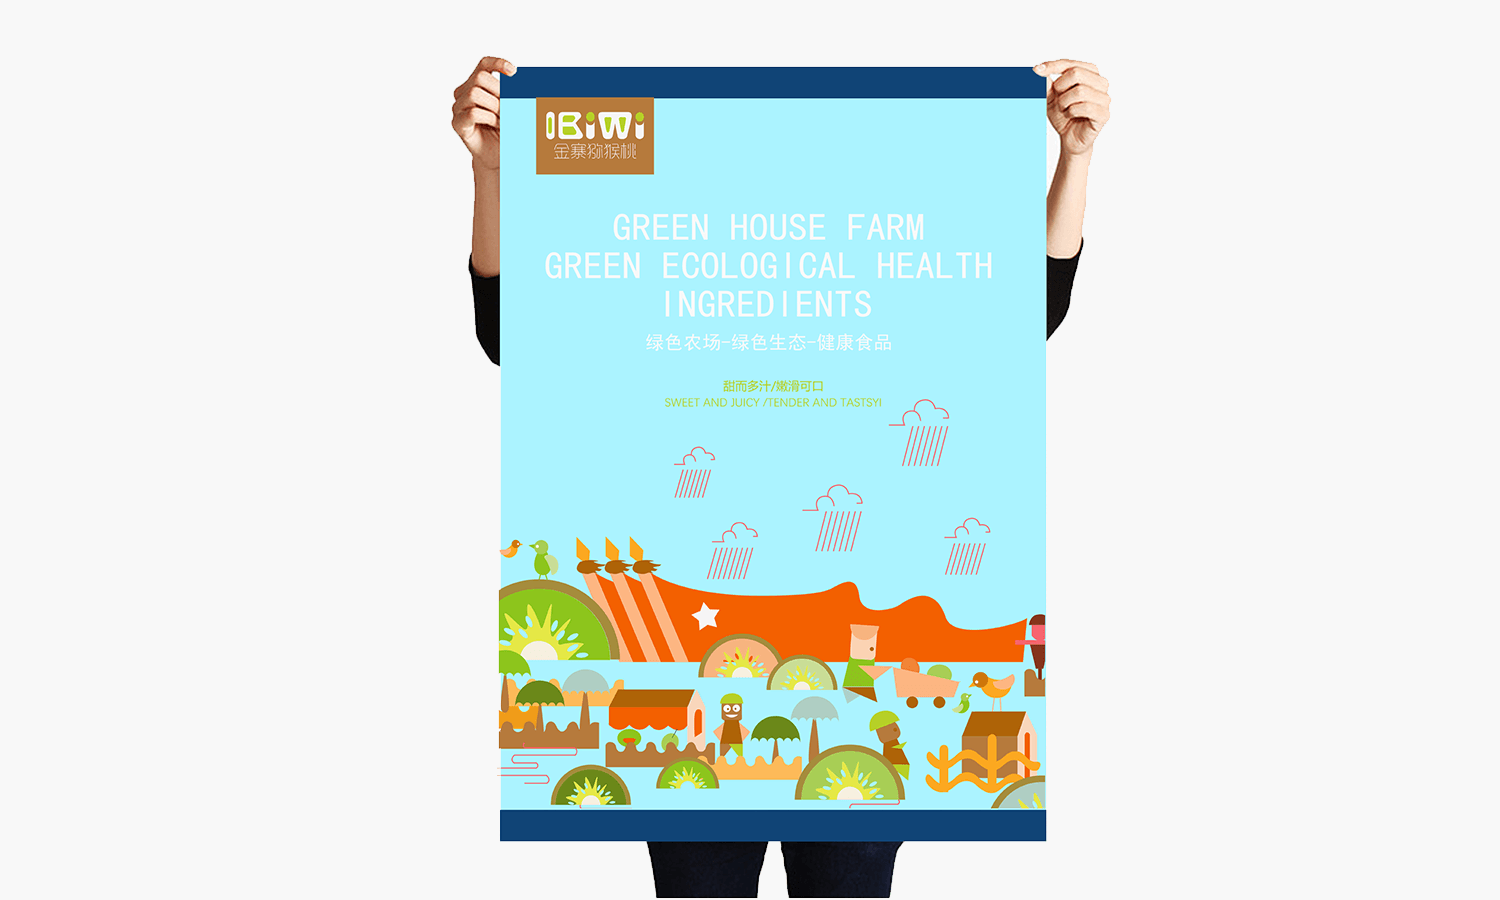 IBiWi
金寨猕猴桃
GREEN HOUSE FARM
GREEN ECOLOGICAL HEALTH
INGREDIENTS
绿色农场-绿色生态-健康食品
甜而多汁/嫩滑可口
SWEET AND JUICY /TENDER AND TASTSYI